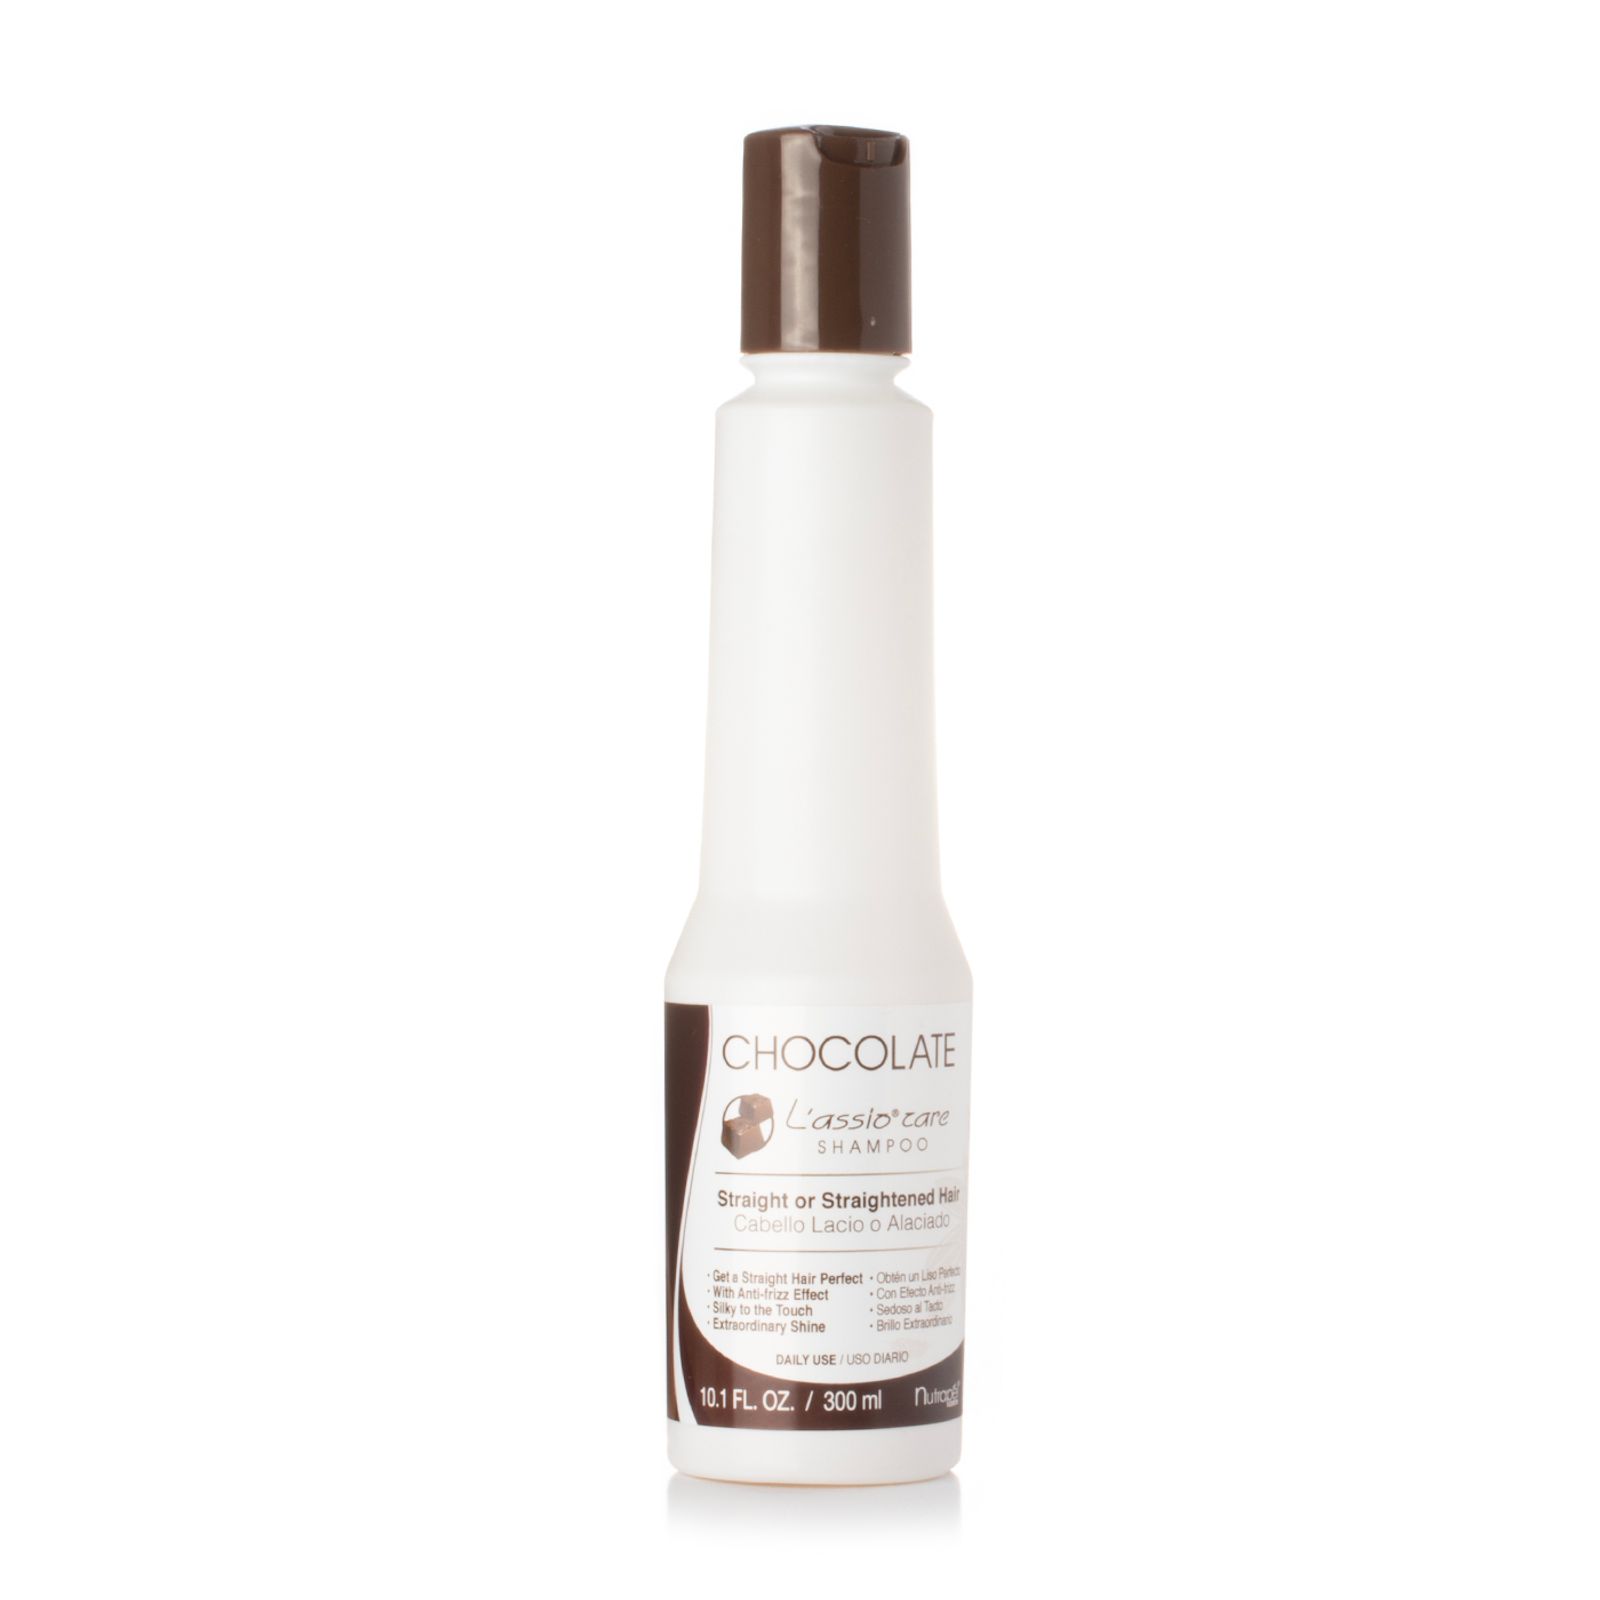 CHOCOLATE
L'assio® care
SHAMPOO
Straight or Straightened Hair
Cabello Lacio o Alaciado
• Get a Straight Hair Perfect
• With Anti-frizz Effect
• Silky to the Touch
• Extraordinary Shine
• Obtén un Liso Perfecto
• Con Efecto Anti-frizz
• Sedoso al Tacto
• Brillo Extraordinario
DAILY USE / USO DIARIO
10.1 FL. OZ. / 300 ml
nutrapél